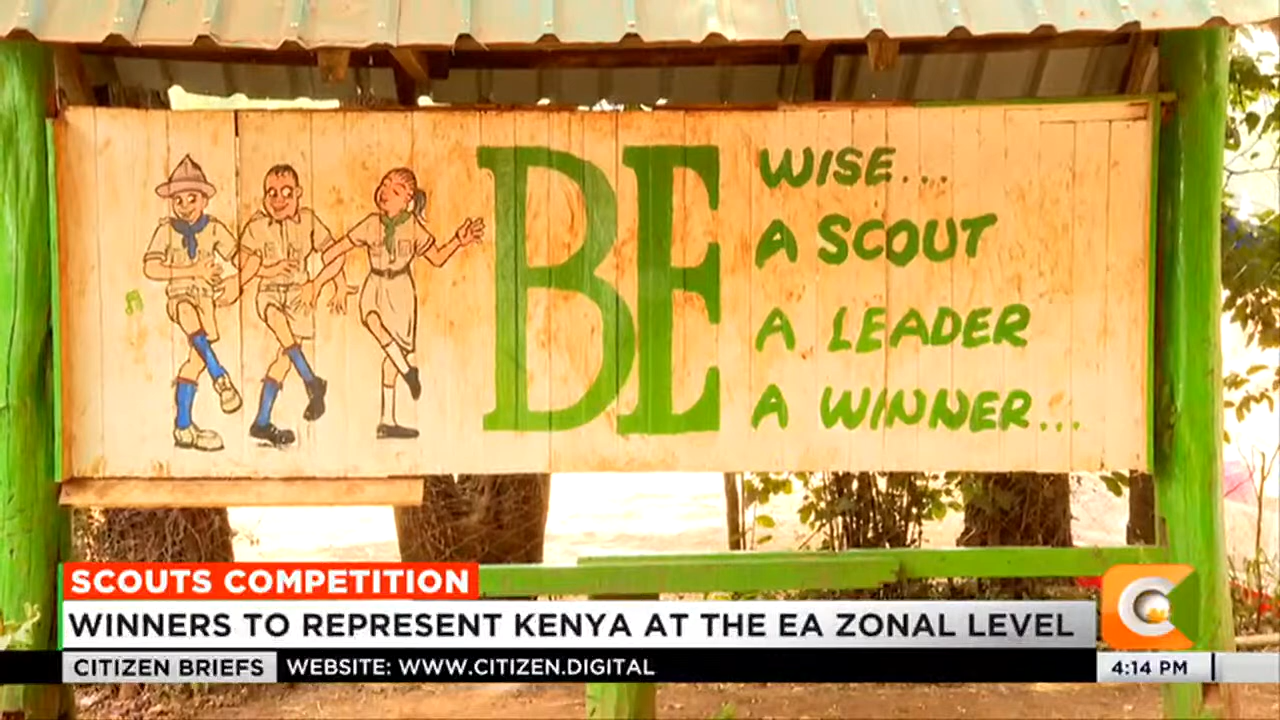 BE
WISE...
A SCOUT
A LEADER
A WINNER...
SCOUTS COMPETITION
WINNERS TO REPRESENT KENYA AT THE EA ZONAL LEVEL
CITIZEN BRIEFS
WEBSITE: WWW.CITIZEN.DIGITAL
4:14 PM